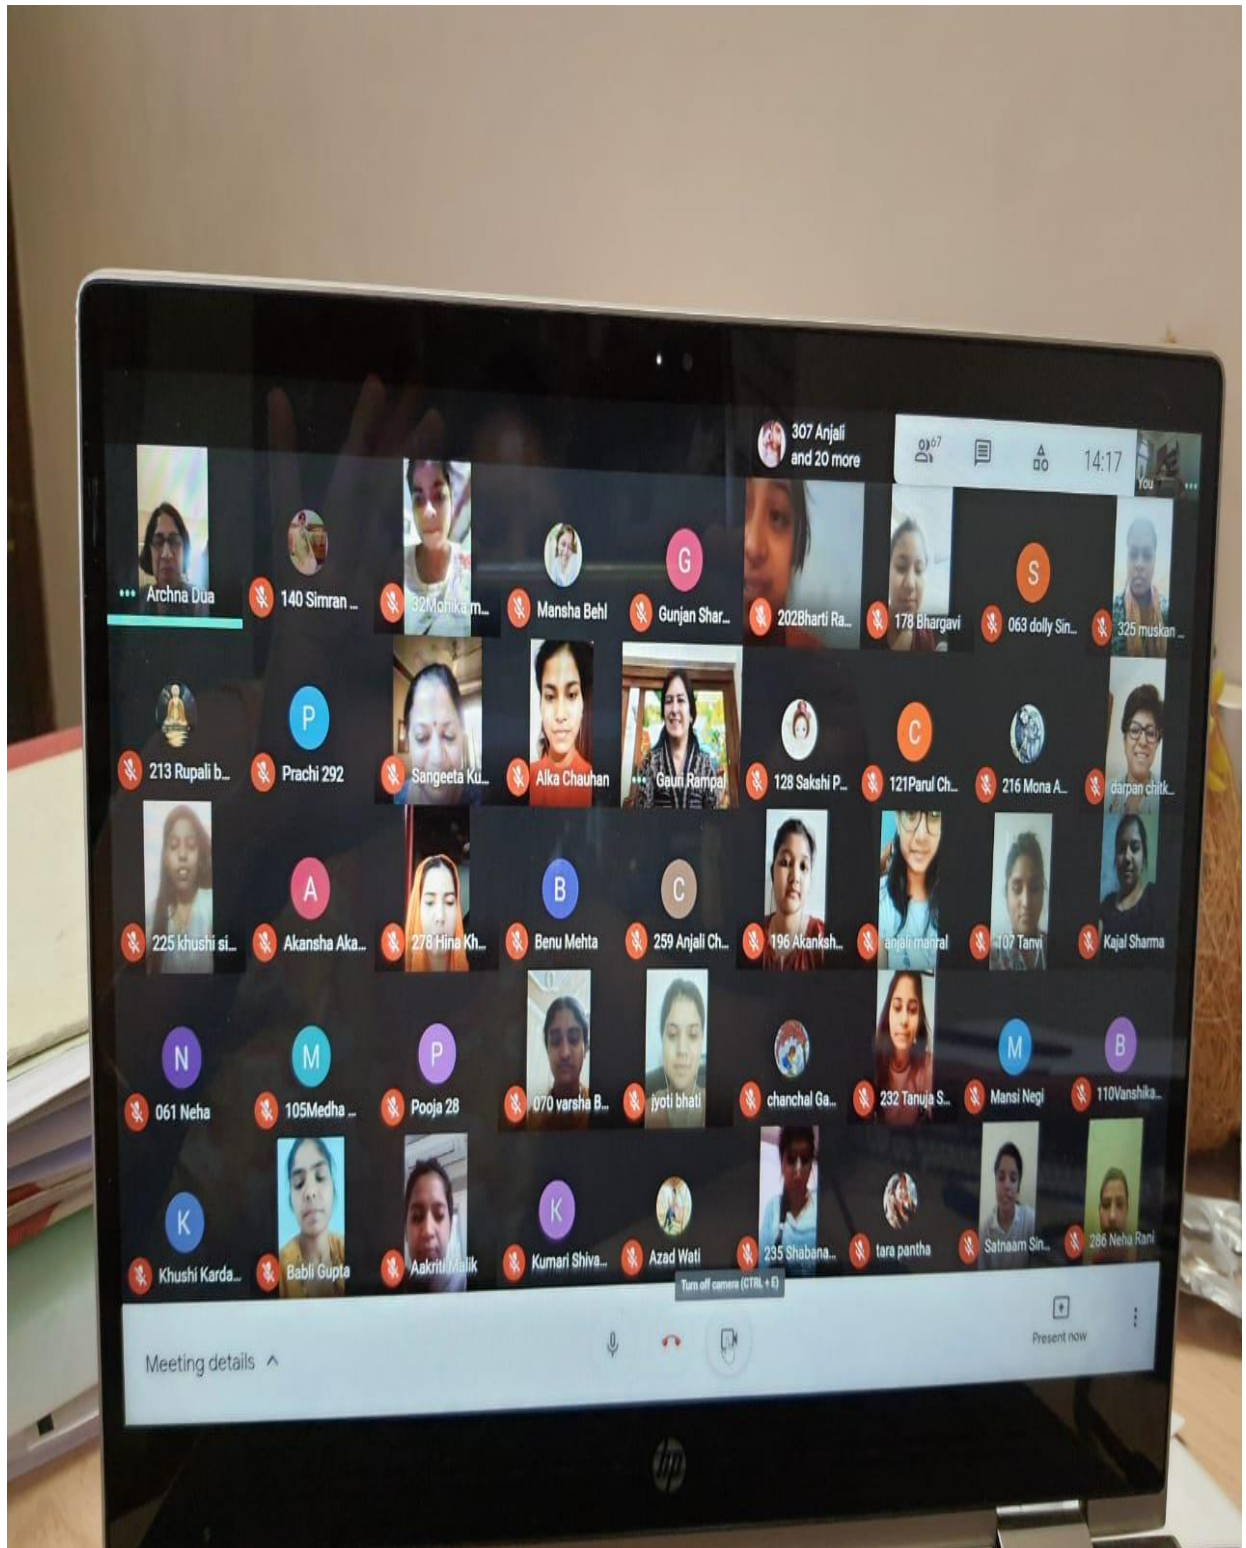 307 Anjali
and 20 more
67
14:17
You
Archna Dua
140 Simran ...
32Monika m...
Mansha Behl
G
Gunjan Shar...
202Bharti Ra...
178 Bhargavi
S
063 dolly Sin...
325 muskan ...
213 Rupali b...
P
Prachi 292
Sangeeta Ku...
Alka Chauhan
Gauri Rampal
128 Sakshi P...
C
121Parul Ch...
216 Mona A...
darpan chitk...
225 khushi si...
A
Akansha Aka...
278 Hina Kh...
B
Benu Mehta
C
259 Anjali Ch...
196 Akanksh...
anjali manral
107 Tanvi
Kajal Sharma
N
061 Neha
M
105Medha ...
P
Pooja 28
070 varsha B...
jyoti bhati
chanchal Ga...
232 Tanuja S...
M
Mansi Negi
B
110Vanshika...
K
Khushi Karda...
Babli Gupta
Aakriti Malik
K
Kumari Shiva...
Azad Wati
235 Shabana...
tara pantha
Satnaam Sin...
286 Neha Rani
Turn off camera (CTRL + E)
Meeting details
Present now
hp